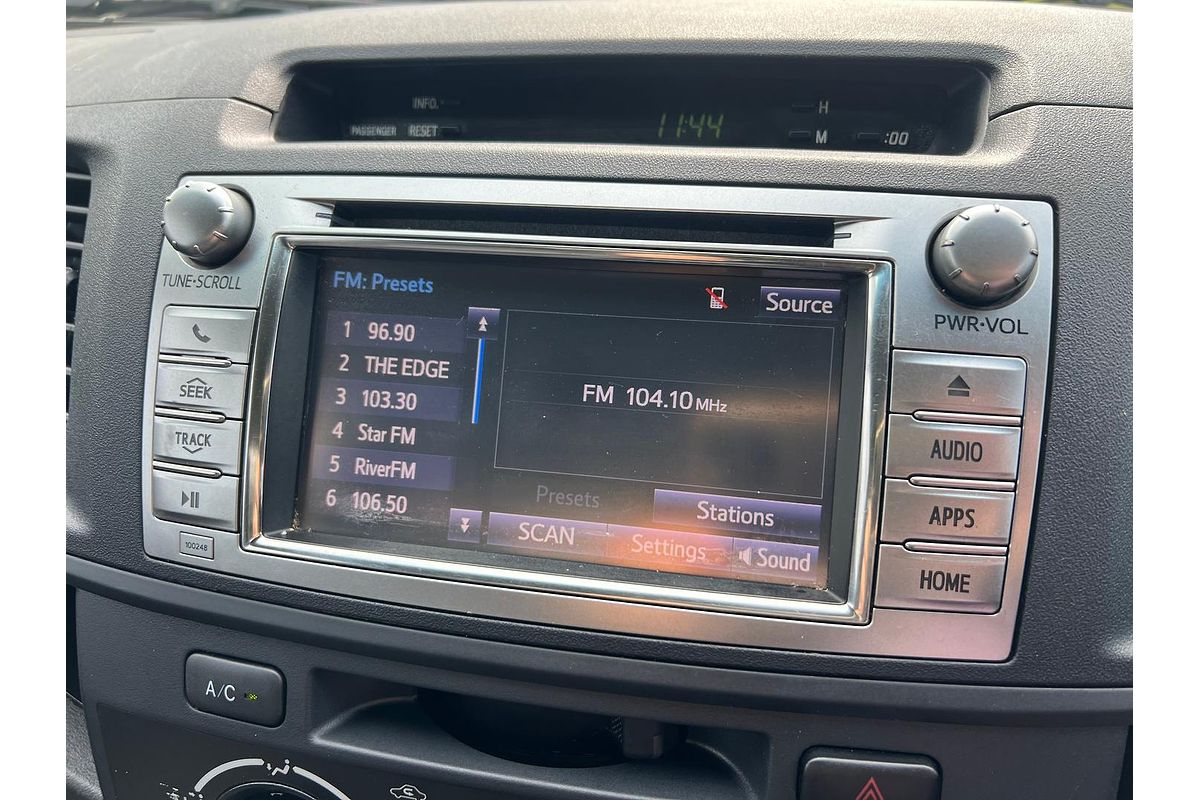 INFO.
PASSENGER RESET
11:44
H
M
:00
TUNE•SCROLL
PWR•VOL
FM: Presets
Source
1 96.90
2 THE EDGE
3 103.30
4 Star FM
5 RiverFM
6 106.50
FM 104.10 MHz
Presets
Stations
SCAN
Settings
Sound
SEEK
TRACK
100248
AUDIO
APPS
HOME
A/C